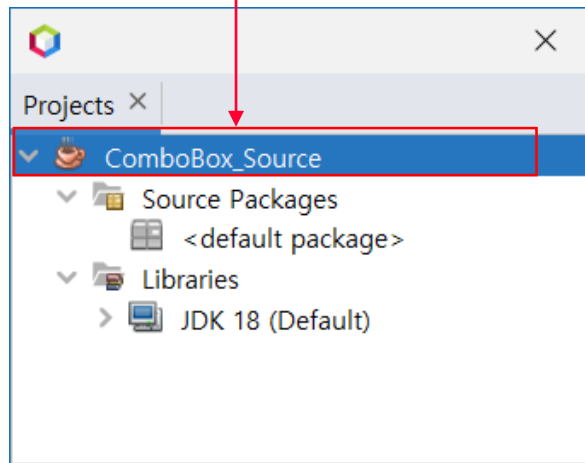 Projects
ComboBox_Source
Source Packages
<default package>
Libraries
JDK 18 (Default)